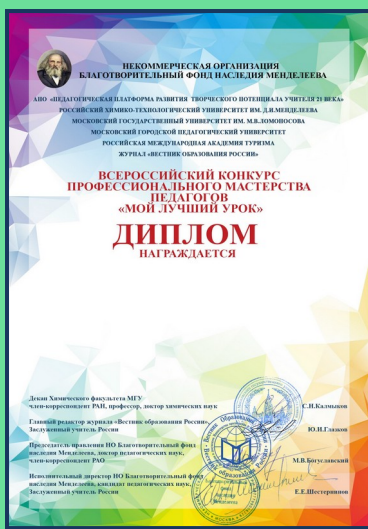 НЕКОММЕРЧЕСКАЯ ОРГАНИЗАЦИЯ
БЛАГОТВОРИТЕЛЬНЫЙ ФОНД НАСЛЕДИЯ МЕНДЕЛЕЕВА
АНО «ПЕДАГОГИЧЕСКАЯ ПЛАТФОРМА РАЗВИТИЯ ТВОРЧЕСКОГО ПОТЕНЦИАЛА УЧИТЕЛЯ 21 ВЕКА»
РОССИЙСКИЙ ХИМИКО-ТЕХНОЛОГИЧЕСКИЙ УНИВЕРСИТЕТ ИМ. Д.И.МЕНДЕЛЕЕВА
МОСКОВСКИЙ ГОСУДАРСТВЕННЫЙ УНИВЕРСИТЕТ ИМ. М.В.ЛОМОНОСОВА
МОСКОВСКИЙ ГОРОДСКОЙ ПЕДАГОГИЧЕСКИЙ УНИВЕРСИТЕТ
РОССИЙСКАЯ МЕЖДУНАРОДНАЯ АКАДЕМИЯ ТУРИЗМА
ЖУРНАЛ «ВЕСТНИК ОБРАЗОВАНИЯ РОССИИ»
ВСЕРОССИЙСКИЙ КОНКУРС
ПРОФЕССИОНАЛЬНОГО МАСТЕРСТВА
ПЕДАГОГОВ
«МОЙ ЛУЧШИЙ УРОК»
ДИПЛОМ
НАГРАЖДАЕТСЯ
Декан Химического факультета МГУ
член-корреспондент РАН, профессор, доктор химических наук С.Н.Калмыков
Главный редактор журнала «Вестник образования России»,
Заслуженный учитель России Ю.И.Глазков
Председатель правления НО Благотворительный фонд
наследия Менделеева, доктор педагогических наук,
член-корреспондент РАО М.В.Богуславский
Исполнительный директор НО Благотворительный фонд
наследия Менделеева, кандидат педагогических наук,
Заслуженный учитель России Е.Е.Шестерников